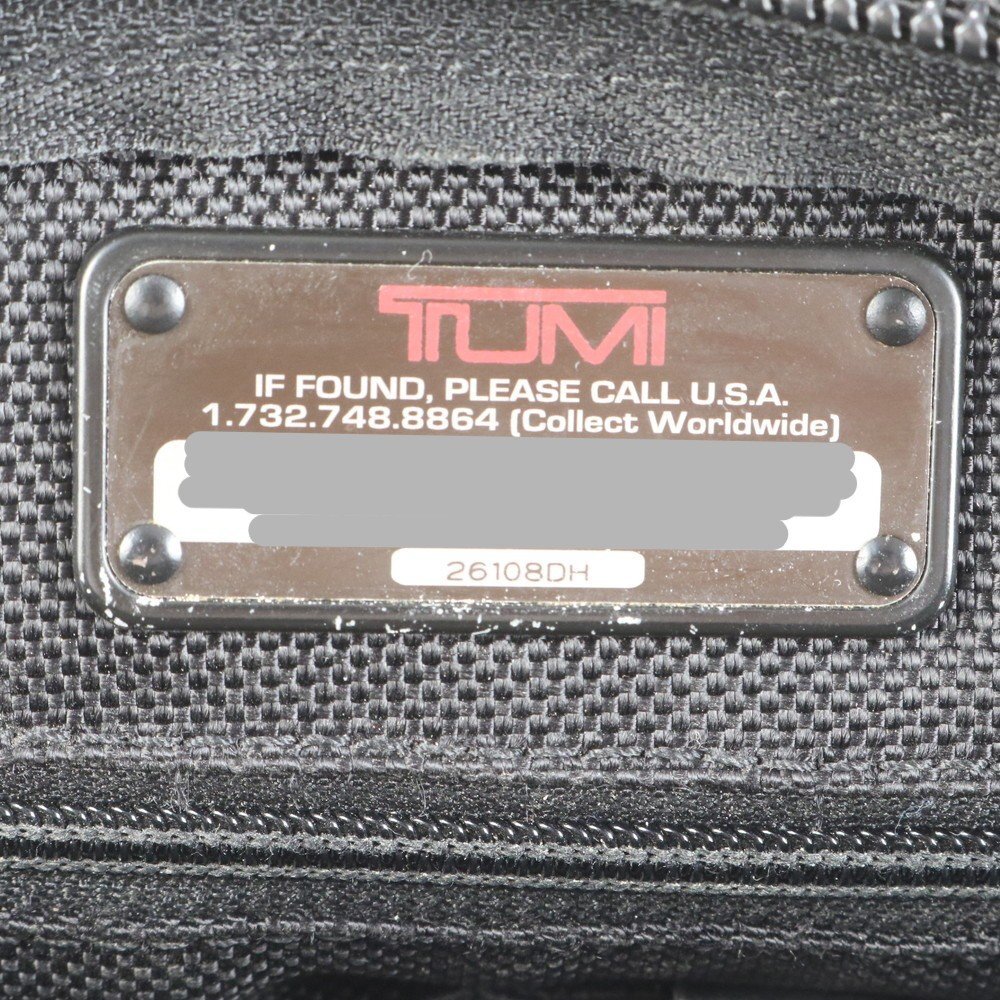 TUMI
IF FOUND, PLEASE CALL U.S.A.
1.732.748.8864 (Collect Worldwide)
26108DH